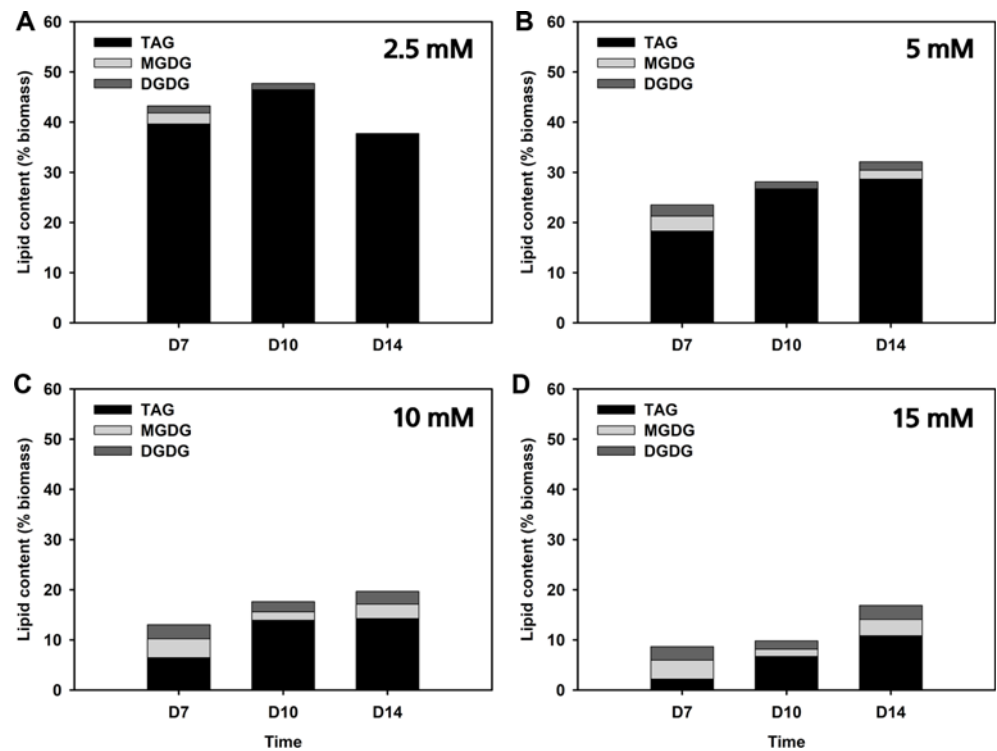 A
60
50
40
30
20
10
0
Lipid content (% biomass)
TAG
MGDG
DGDG
2.5 mM
D7 D10 D14
B
60
50
40
30
20
10
0
Lipid content (% biomass)
TAG
MGDG
DGDG
5 mM
D7 D10 D14
C
60
50
40
30
20
10
0
Lipid content (% biomass)
TAG
MGDG
DGDG
10 mM
D7 D10 D14
Time
D
60
50
40
30
20
10
0
Lipid content (% biomass)
TAG
MGDG
DGDG
15 mM
D7 D10 D14
Time